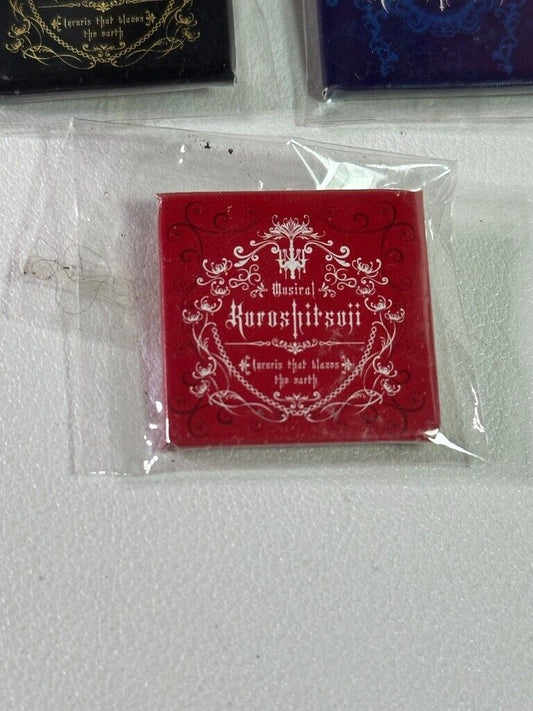 lycoris that blazes
the earth
Musical
Kuroshitsuji
lycoris that blazes
the earth